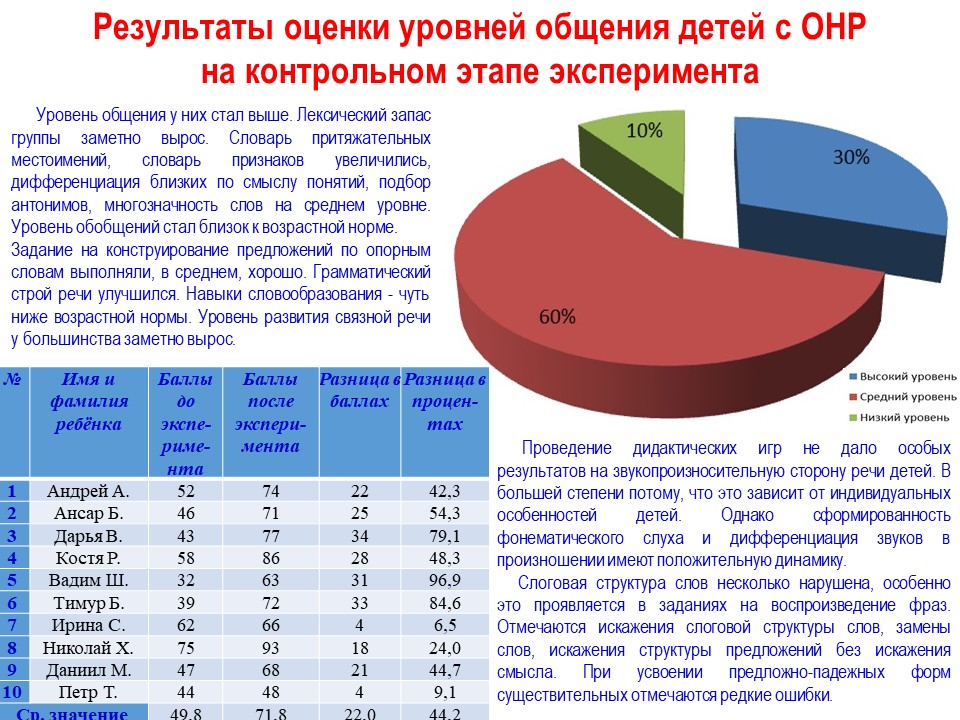 Результаты оценки уровней общения детей с ОНР
на контрольном этапе эксперимента
Уровень общения у них стал выше. Лексический запас
группы заметно вырос. Словарь притяжательных
местоимений, словарь признаков увеличились,
дифференциация близких по смыслу понятий, подбор
антонимов, многозначность слов на среднем уровне.
Уровень обобщений стал близок к возрастной норме.
Задание на конструирование предложений по опорным
словам выполняли, в среднем, хорошо. Грамматический
строй речи улучшился. Навыки словообразования - чуть
ниже возрастной нормы. Уровень развития связной речи
у большинства заметно вырос.
10%
30%
60%
Высокий уровень
Средний уровень
Низкий уровень
№ Имя и фамилия ребёнка Баллы до экспе-риме-нта Баллы после экспери-мента Разница в баллах Разница в процен-тах
1 Андрей А. 52 74 22 42,3
2 Ансар Б. 46 71 25 54,3
3 Дарья В. 43 77 34 79,1
4 Костя Р. 58 86 28 48,3
5 Вадим Ш. 32 63 31 96,9
6 Тимур Б. 39 72 33 84,6
7 Ирина С. 62 66 4 6,5
8 Николай Х. 75 93 18 24,0
9 Даниил М. 47 68 21 44,7
10 Петр Т. 44 48 4 9,1
Ср. значение 49,8 71,8 22,0 44,2
Проведение дидактических игр не дало особых
результатов на звукопроизносительную сторону речи детей. В
большей степени потому, что это зависит от индивидуальных
особенностей детей. Однако сформированность
фонематического слуха и дифференциация звуков в
произношении имеют положительную динамику.
Слоговая структура слов несколько нарушена, особенно
это проявляется в заданиях на воспроизведение фраз.
Отмечаются искажения слоговой структуры слов, замены
слов, искажения структуры предложений без искажения
смысла. При усвоении предложно-падежных форм
существительных отмечаются редкие ошибки.